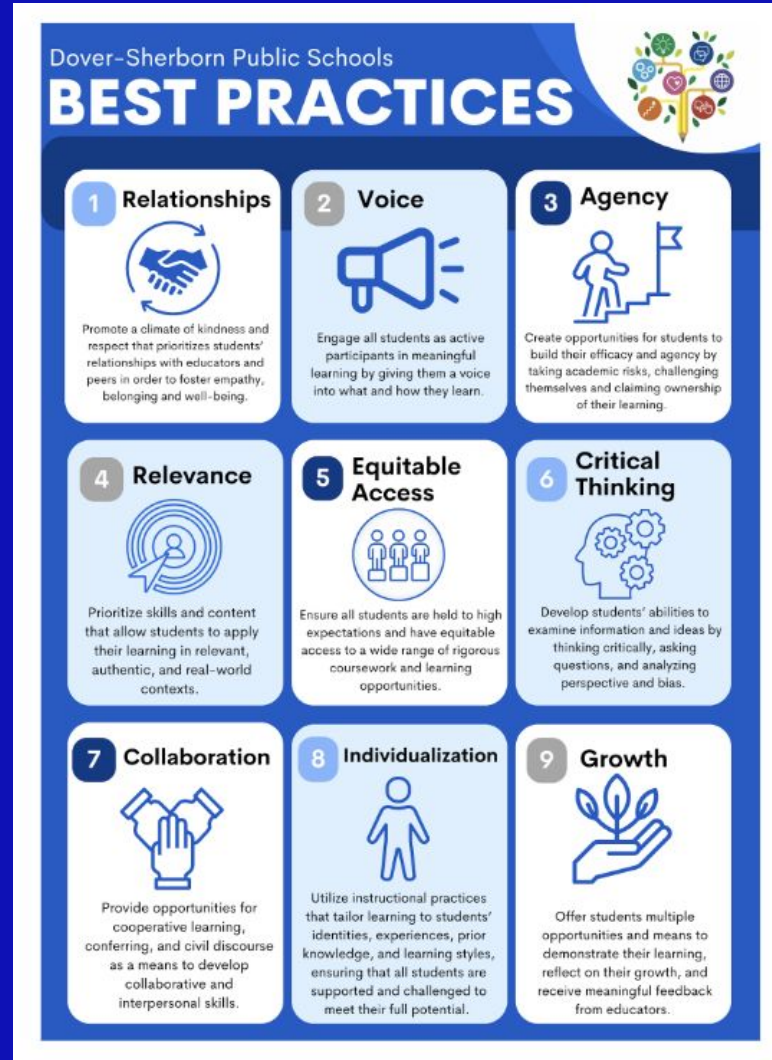 Dover-Sherborn Public Schools
BEST PRACTICES
1 Relationships
Promote a climate of kindness and
respect that prioritizes students'
relationships with educators and
peers in order to foster empathy,
belonging and well-being.
2 Voice
Engage all students as active
participants in meaningful
learning by giving them a voice
into what and how they learn.
3 Agency
Create opportunities for students to
build their efficacy and agency by
taking academic risks, challenging
themselves and claiming ownership
of their learning.
4 Relevance
Prioritize skills and content
that allow students to apply
their learning in relevant,
authentic, and real-world
contexts.
5 Equitable
Access
Ensure all students are held to high
expectations and have equitable
access to a wide range of rigorous
coursework and learning
opportunities.
6 Critical
Thinking
Develop students' abilities to
examine information and ideas by
thinking critically, asking
questions, and analyzing
perspective and bias.
7 Collaboration
Provide opportunities for
cooperative learning,
conferring, and civil discourse
as a means to develop
collaborative and
interpersonal skills.
8 Individualization
Utilize instructional practices
that tailor learning to students'
identities, experiences, prior
knowledge, and learning styles,
ensuring that all students are
supported and challenged to
meet their full potential.
9 Growth
Offer students multiple
opportunities and means to
demonstrate their learning,
reflect on their growth, and
receive meaningful feedback
from educators.